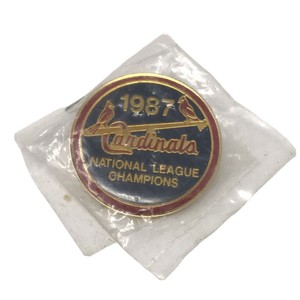 1987
Cardinals
NATIONAL LEAGUE
CHAMPIONS